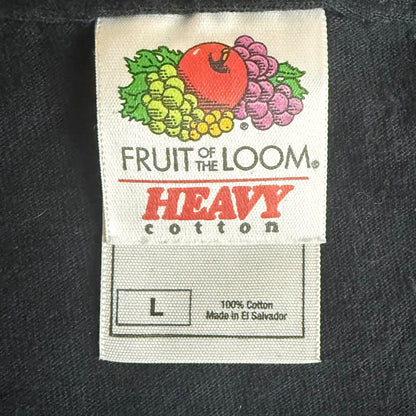 ®
FRUIT OF THE LOOM®
HEAVY
cotton
L
100% Cotton
Made in El Salvador